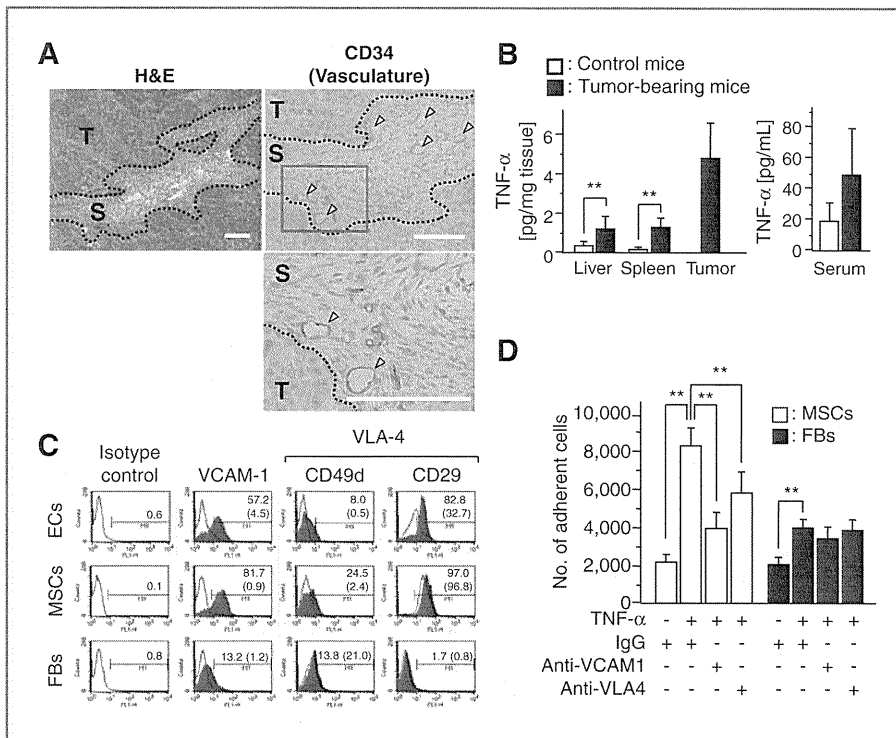 A
H&E
CD34
(Vasculature)
T
S
T
S
S
T
B
: Control mice
: Tumor-bearing mice
TNF-α
[pg/mg tissue]
6
4
2
0
**
**
Liver Spleen Tumor
TNF-α [pg/mL]
80
60
40
20
0
Serum
C
Isotype
control
VLA-4
VCAM-1
CD49d
CD29
ECs
0.6
57.2
(4.5)
8.0
(0.5)
82.8
(32.7)
MSCs
0.1
81.7
(0.9)
24.5
(2.4)
97.0
(96.8)
FBs
0.8
13.2 (1.2)
13.8 (21.0)
1.7 (0.8)
Counts
D
: MSCs
: FBs
No. of adherent cells
10,000
8,000
6,000
4,000
2,000
0
**
**
**
**
TNF-α - + + + - + + +
IgG + + - - + + - -
Anti-VCAM1 - - + - - - + -
Anti-VLA4 - - - + - - - +